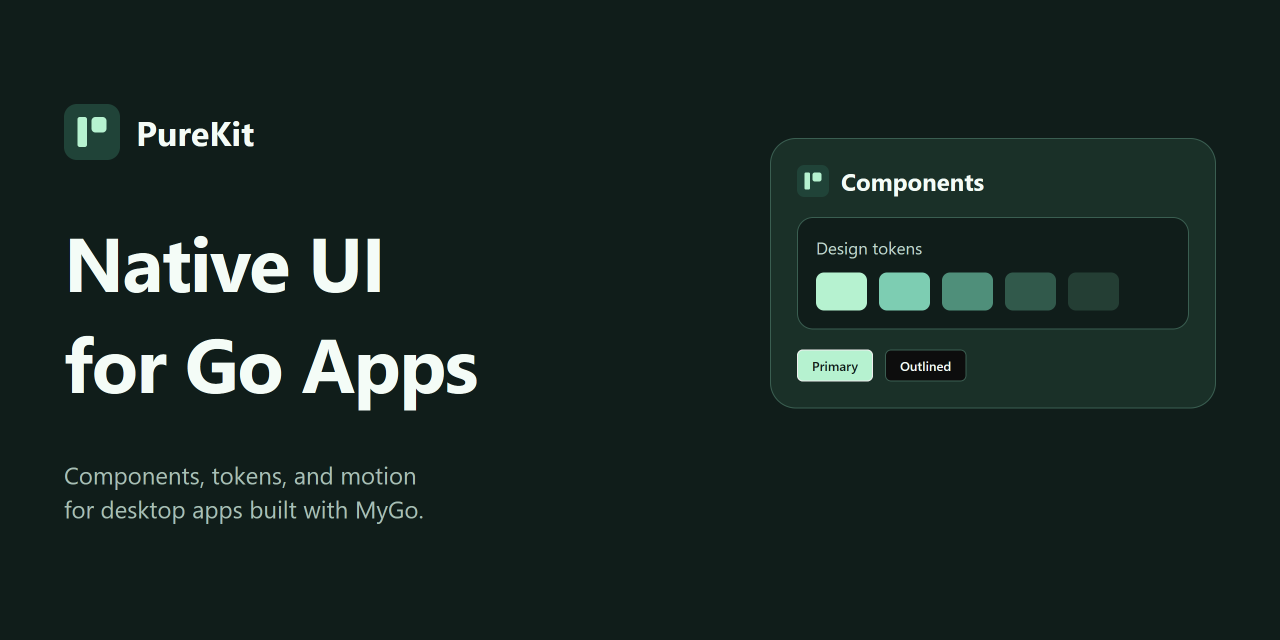 PureKit
Native UI
for Go Apps
Components, tokens, and motion
for desktop apps built with MyGo.
Components
Design tokens
Primary
Outlined